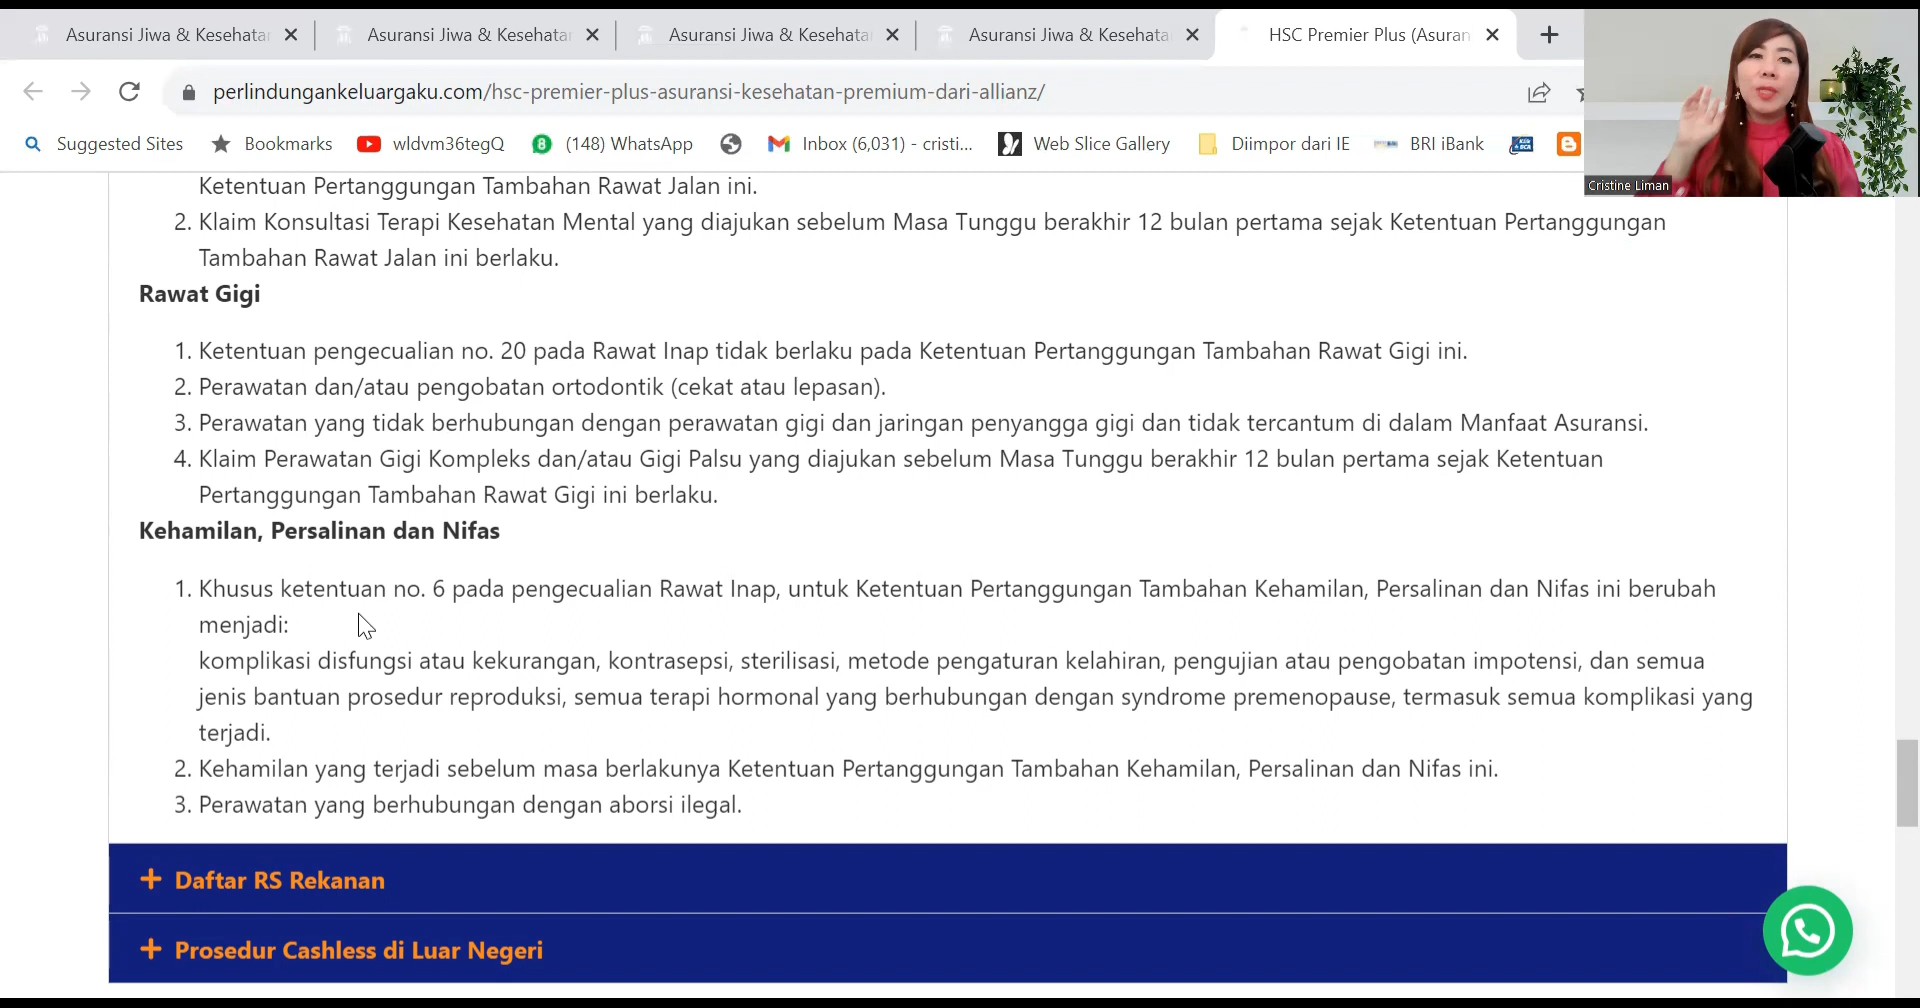 Asuransi Jiwa & Kesehatan
Asuransi Jiwa & Kesehatan
Asuransi Jiwa & Kesehata
Asuransi Jiwa & Kesehata
HSC Premier Plus (Asuran
perlindungankeluargaku.com/hsc-premier-plus-asuransi-kesehatan-premium-dari-allianz/
Suggested Sites
Bookmarks
wldvm36tegQ
8
(148) WhatsApp
Inbox (6,031) - cristi...
Web Slice Gallery
Diimpor dari IE
BRI iBank
Cristine Liman
Ketentuan Pertanggungan Tambahan Rawat Jalan ini.
2. Klaim Konsultasi Terapi Kesehatan Mental yang diajukan sebelum Masa Tunggu berakhir 12 bulan pertama sejak Ketentuan Pertanggungan
Tambahan Rawat Jalan ini berlaku.
Rawat Gigi
1. Ketentuan pengecualian no. 20 pada Rawat Inap tidak berlaku pada Ketentuan Pertanggungan Tambahan Rawat Gigi ini.
2. Perawatan dan/atau pengobatan ortodontik (cekat atau lepasan).
3. Perawatan yang tidak berhubungan dengan perawatan gigi dan jaringan penyangga gigi dan tidak tercantum di dalam Manfaat Asuransi.
4. Klaim Perawatan Gigi Kompleks dan/atau Gigi Palsu yang diajukan sebelum Masa Tunggu berakhir 12 bulan pertama sejak Ketentuan
Pertanggungan Tambahan Rawat Gigi ini berlaku.
Kehamilan, Persalinan dan Nifas
1. Khusus ketentuan no. 6 pada pengecualian Rawat Inap, untuk Ketentuan Pertanggungan Tambahan Kehamilan, Persalinan dan Nifas ini berubah
menjadi:
komplikasi disfungsi atau kekurangan, kontrasepsi, sterilisasi, metode pengaturan kelahiran, pengujian atau pengobatan impotensi, dan semua
jenis bantuan prosedur reproduksi, semua terapi hormonal yang berhubungan dengan syndrome premenopause, termasuk semua komplikasi yang
terjadi.
2. Kehamilan yang terjadi sebelum masa berlakunya Ketentuan Pertanggungan Tambahan Kehamilan, Persalinan dan Nifas ini.
3. Perawatan yang berhubungan dengan aborsi ilegal.
+ Daftar RS Rekanan
+ Prosedur Cashless di Luar Negeri